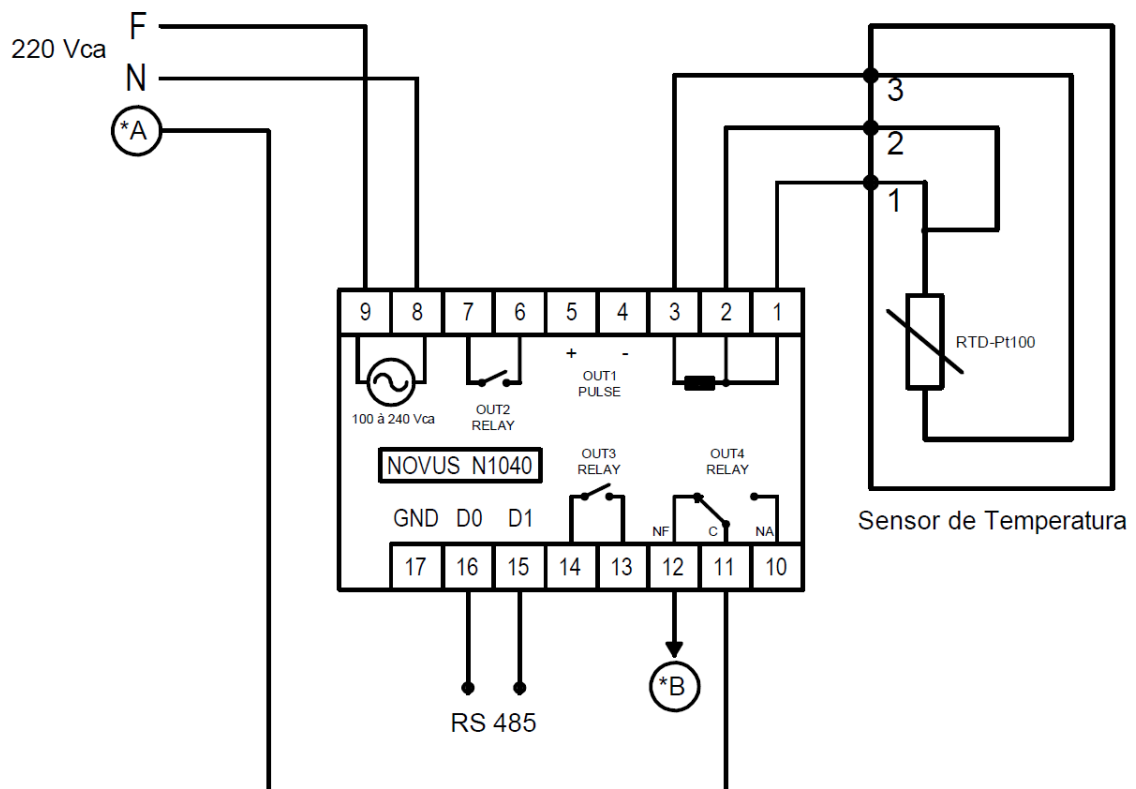 F
220 Vca
N
*A
3
2
1
RTD-Pt100
Sensor de Temperatura
9 8 7 6 5 4 3 2 1
+ -
100 à 240 Vca
OUT2
RELAY
OUT1
PULSE
NOVUS N1040
OUT3
RELAY
OUT4
RELAY
GND D0 D1
NF C NA
17 16 15 14 13 12 11 10
*B
RS 485